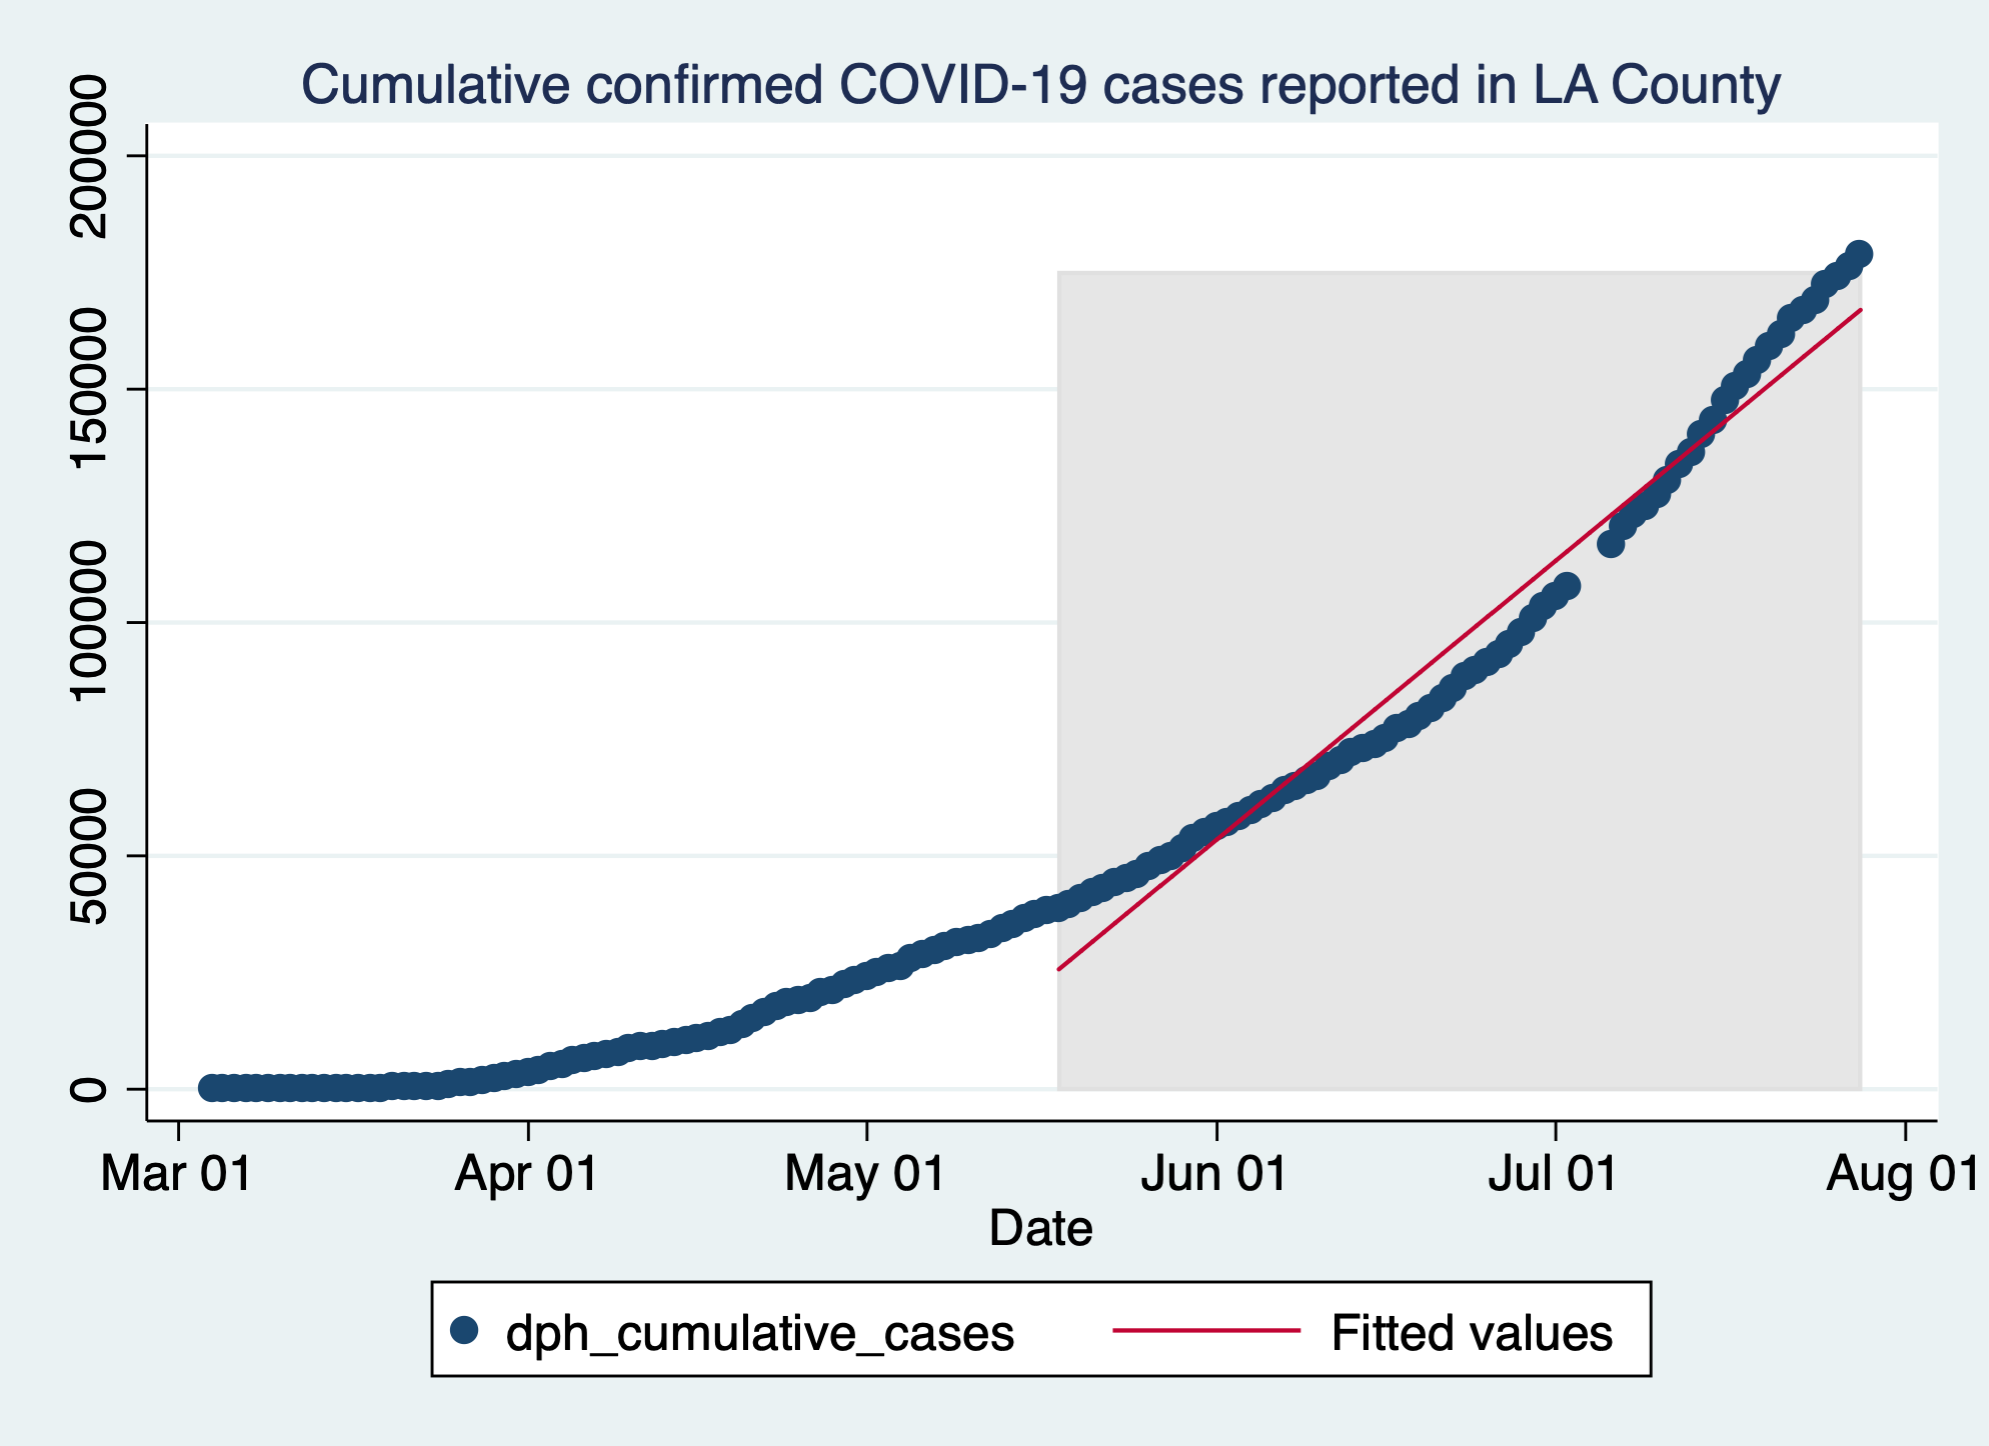 Cumulative confirmed COVID-19 cases reported in LA County
200000
150000
100000
50000
0
Mar 01 Apr 01 May 01 Jun 01 Jul 01 Aug 01
Date
dph_cumulative_cases Fitted values